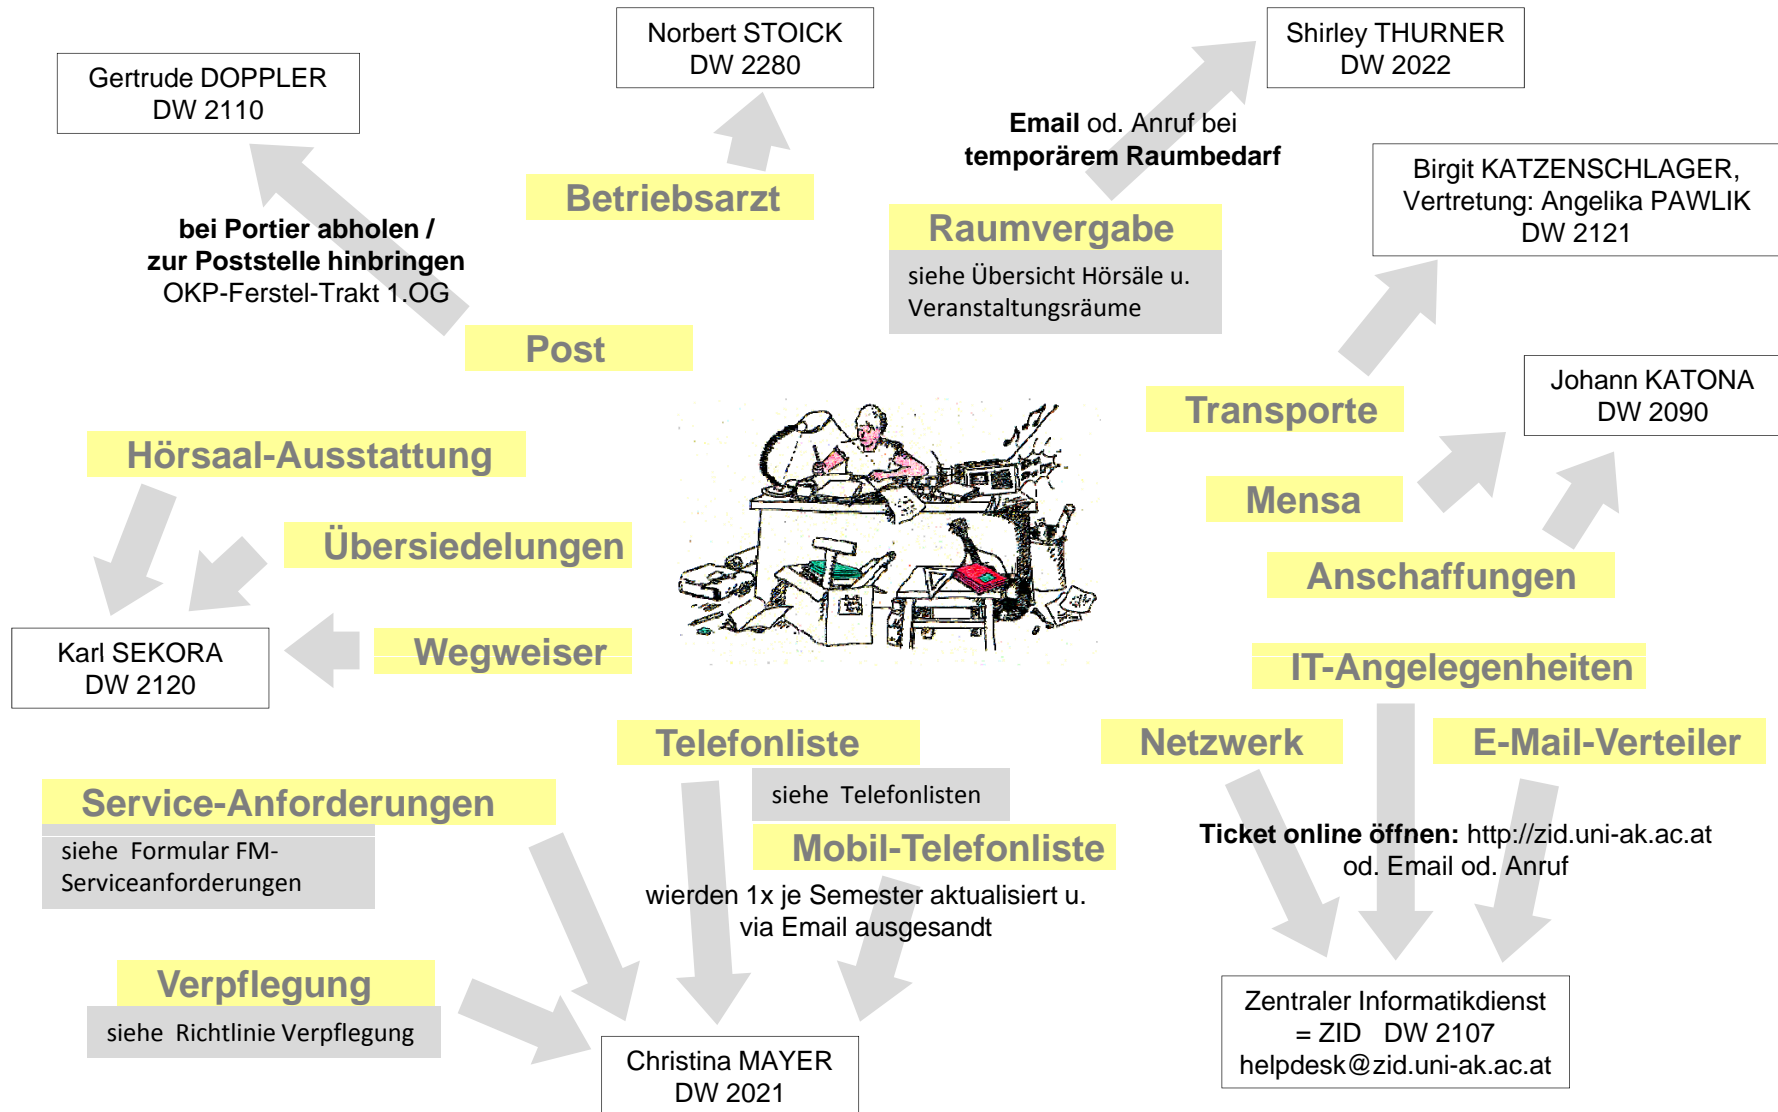 Norbert STOICK
DW 2280
Shirley THURNER
DW 2022
Gertrude DOPPLER
DW 2110
Email od. Anruf bei
temporärem Raumbedarf
Birgit KATZENSCHLAGER,
Vertretung: Angelika PAWLIK
DW 2121
Betriebsarzt
bei Portier abholen /
zur Poststelle hinbringen
OKP-Ferstel-Trakt 1.OG
Raumvergabe
siehe Übersicht Hörsäle u.
Veranstaltungsräume
Post
Johann KATONA
DW 2090
Transporte
Hörsaal-Ausstattung
Mensa
Übersiedelungen
Anschaffungen
Wegweiser
Karl SEKORA
DW 2120
IT-Angelegenheiten
Telefonliste
Netzwerk
E-Mail-Verteiler
siehe Telefonlisten
Service-Anforderungen
siehe Formular FM-
Serviceanforderungen
Mobil-Telefonliste
Ticket online öffnen: http://zid.uni-ak.ac.at
od. Email od. Anruf
wierden 1x je Semester aktualisiert u.
via Email ausgesandt
Verpflegung
siehe Richtlinie Verpflegung
Zentraler Informatikdienst
= ZID DW 2107
helpdesk@zid.uni-ak.ac.at
Christina MAYER
DW 2021